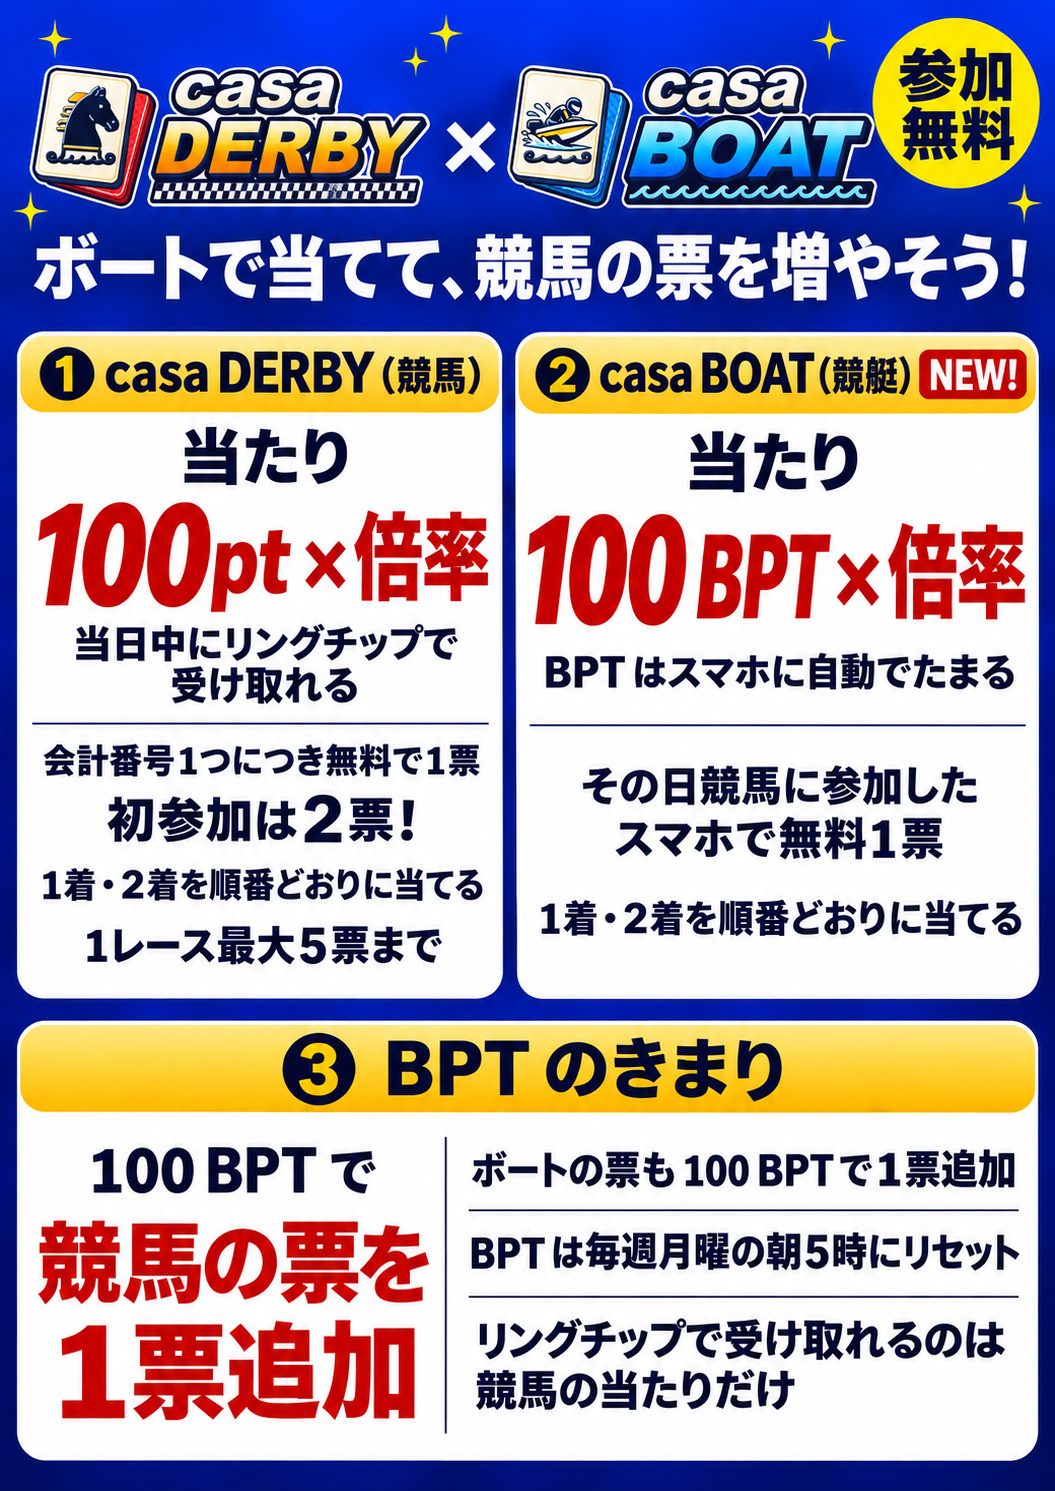 casa
DERBY
×
casa
BOAT
参加
無料
ボートで当てて、競馬の票を増やそう!
1 casa DERBY(競馬)
当たり
100pt×倍率
当日中にリングチップで
受け取れる
会計番号1つにつき無料で1票
初参加は2票!
1着・2着を順番どおりに当てる
1レース最大5票まで
2 casa BOAT(競艇) NEW!
当たり
100 BPT×倍率
BPTはスマホに自動でたまる
その日競馬に参加した
スマホで無料1票
1着・2着を順番どおりに当てる
3 BPTのきまり
100 BPTで
競馬の票を
1票追加
ボートの票も100 BPTで1票追加
BPTは毎週月曜の朝5時にリセット
リングチップで受け取れるのは
競馬の当たりだけ